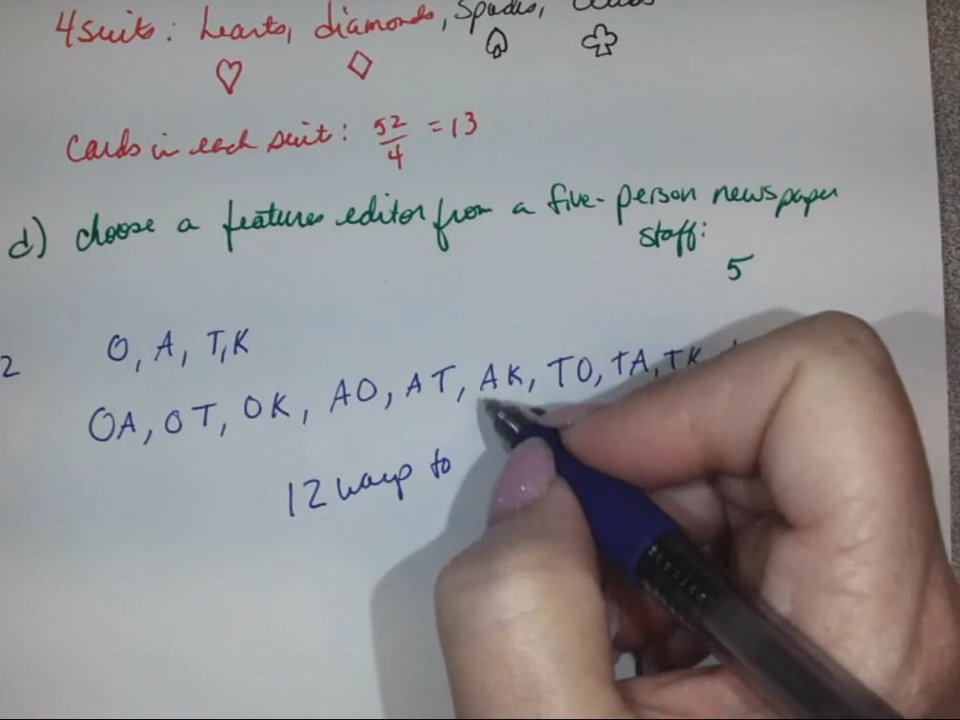 4 suits: hearts, diamonds, spades,
cards in each suit: 52/4 = 13
d) choose a features editor from a five-person newspaper
staff:
5
2 O, A, T, K
OA, OT, OK, AO, AT, AK, TO, TA, TK
12 ways to